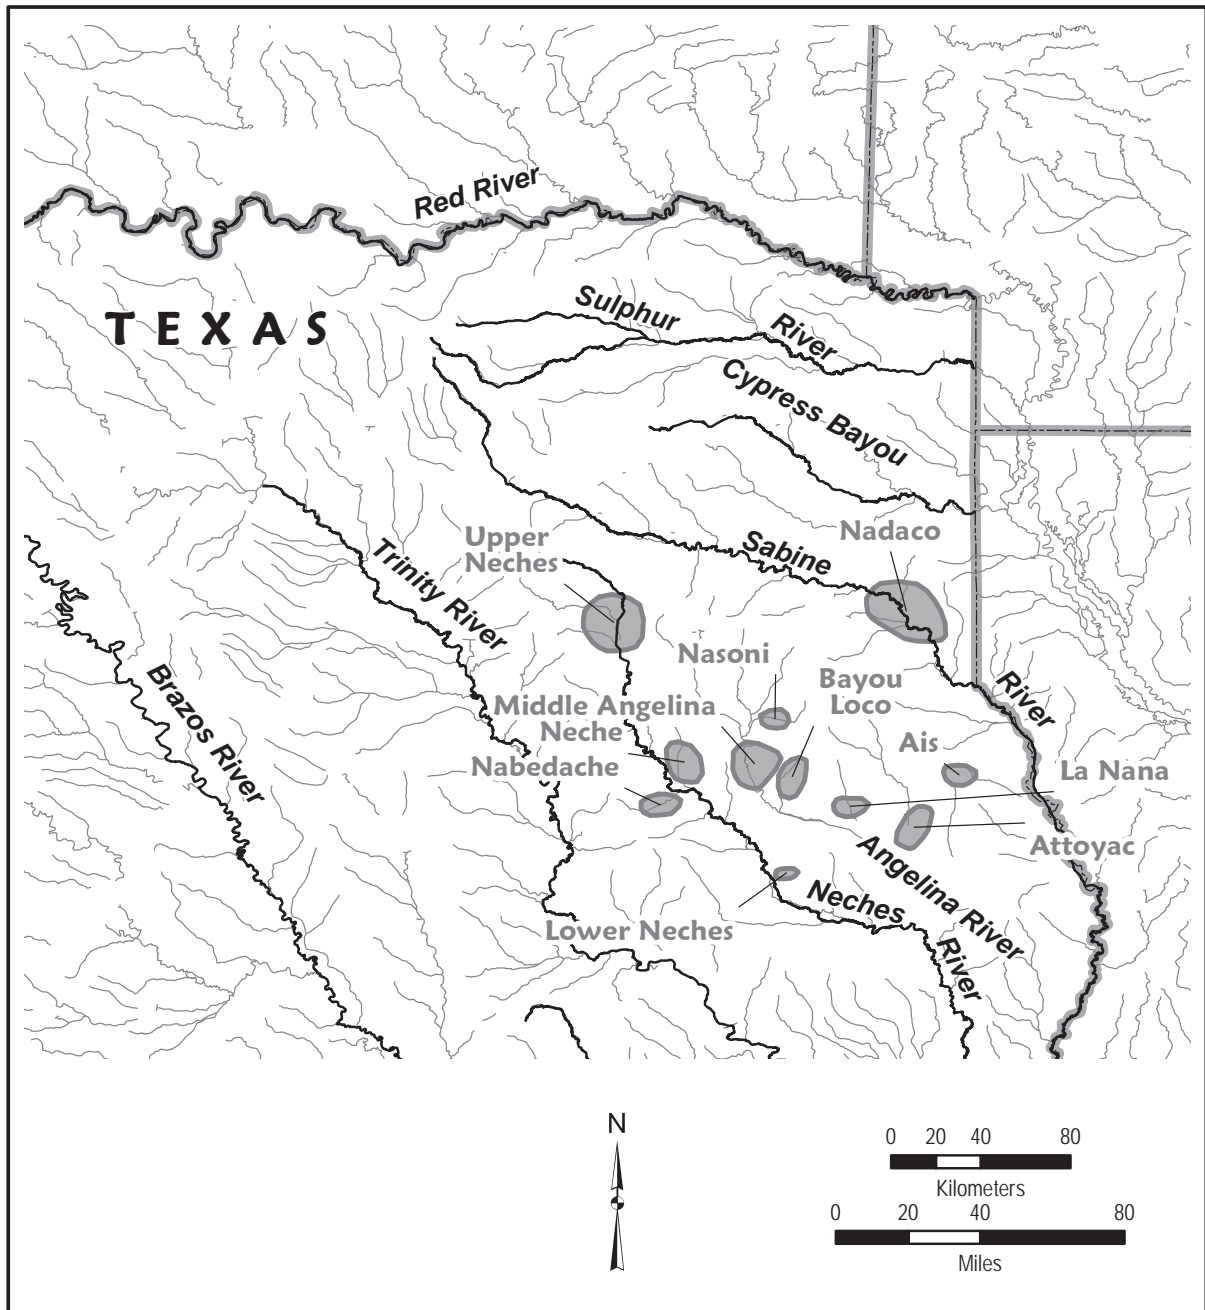 Red River
TEXAS
Sulphur
River
Cypress Bayou
Nadaco
Upper
Neches
Sabine
Trinity River
Nasoni
Bayou
Loco
River
Middle Angelina
Neche
Brazos River
Ais
Nabedache
La Nana
Attoyac
Angelina River
Neches
River
Lower Neches
N
0 20 40 80
Kilometers
0 20 40 80
Miles